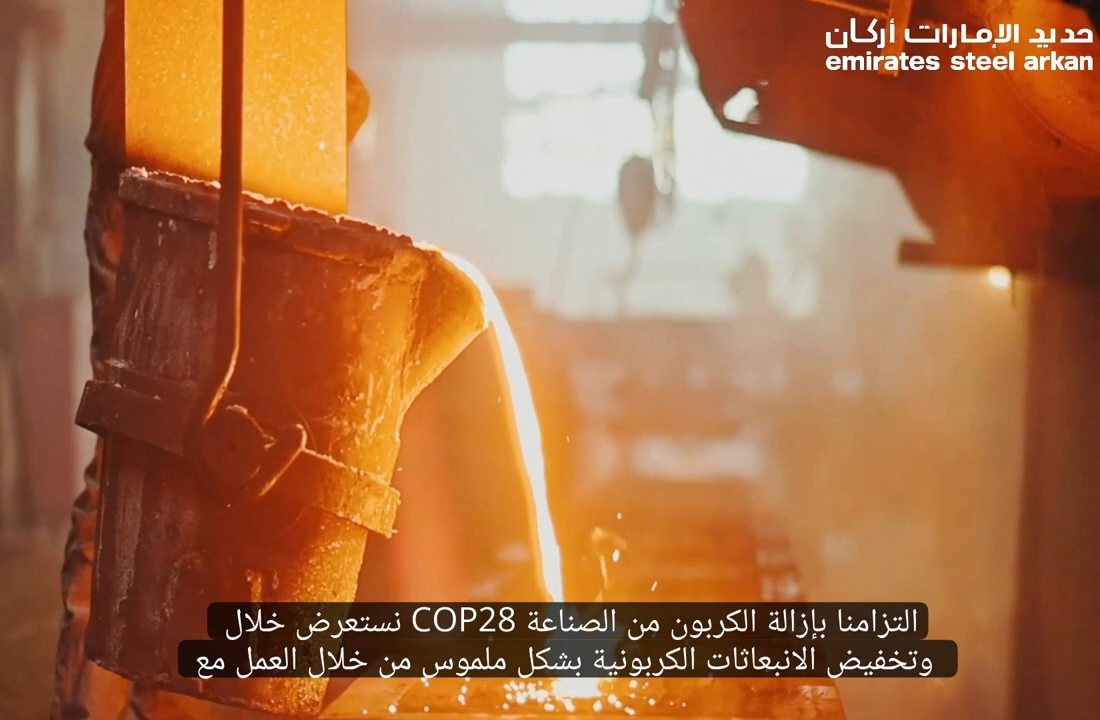 حديد الإمارات أركان
emirates steel arkan
التزامنا بإزالة الكربون من الصناعة COP28 نستعرض خلال
وتخفيض الانبعاثات الكربونية بشكل ملموس من خلال العمل مع